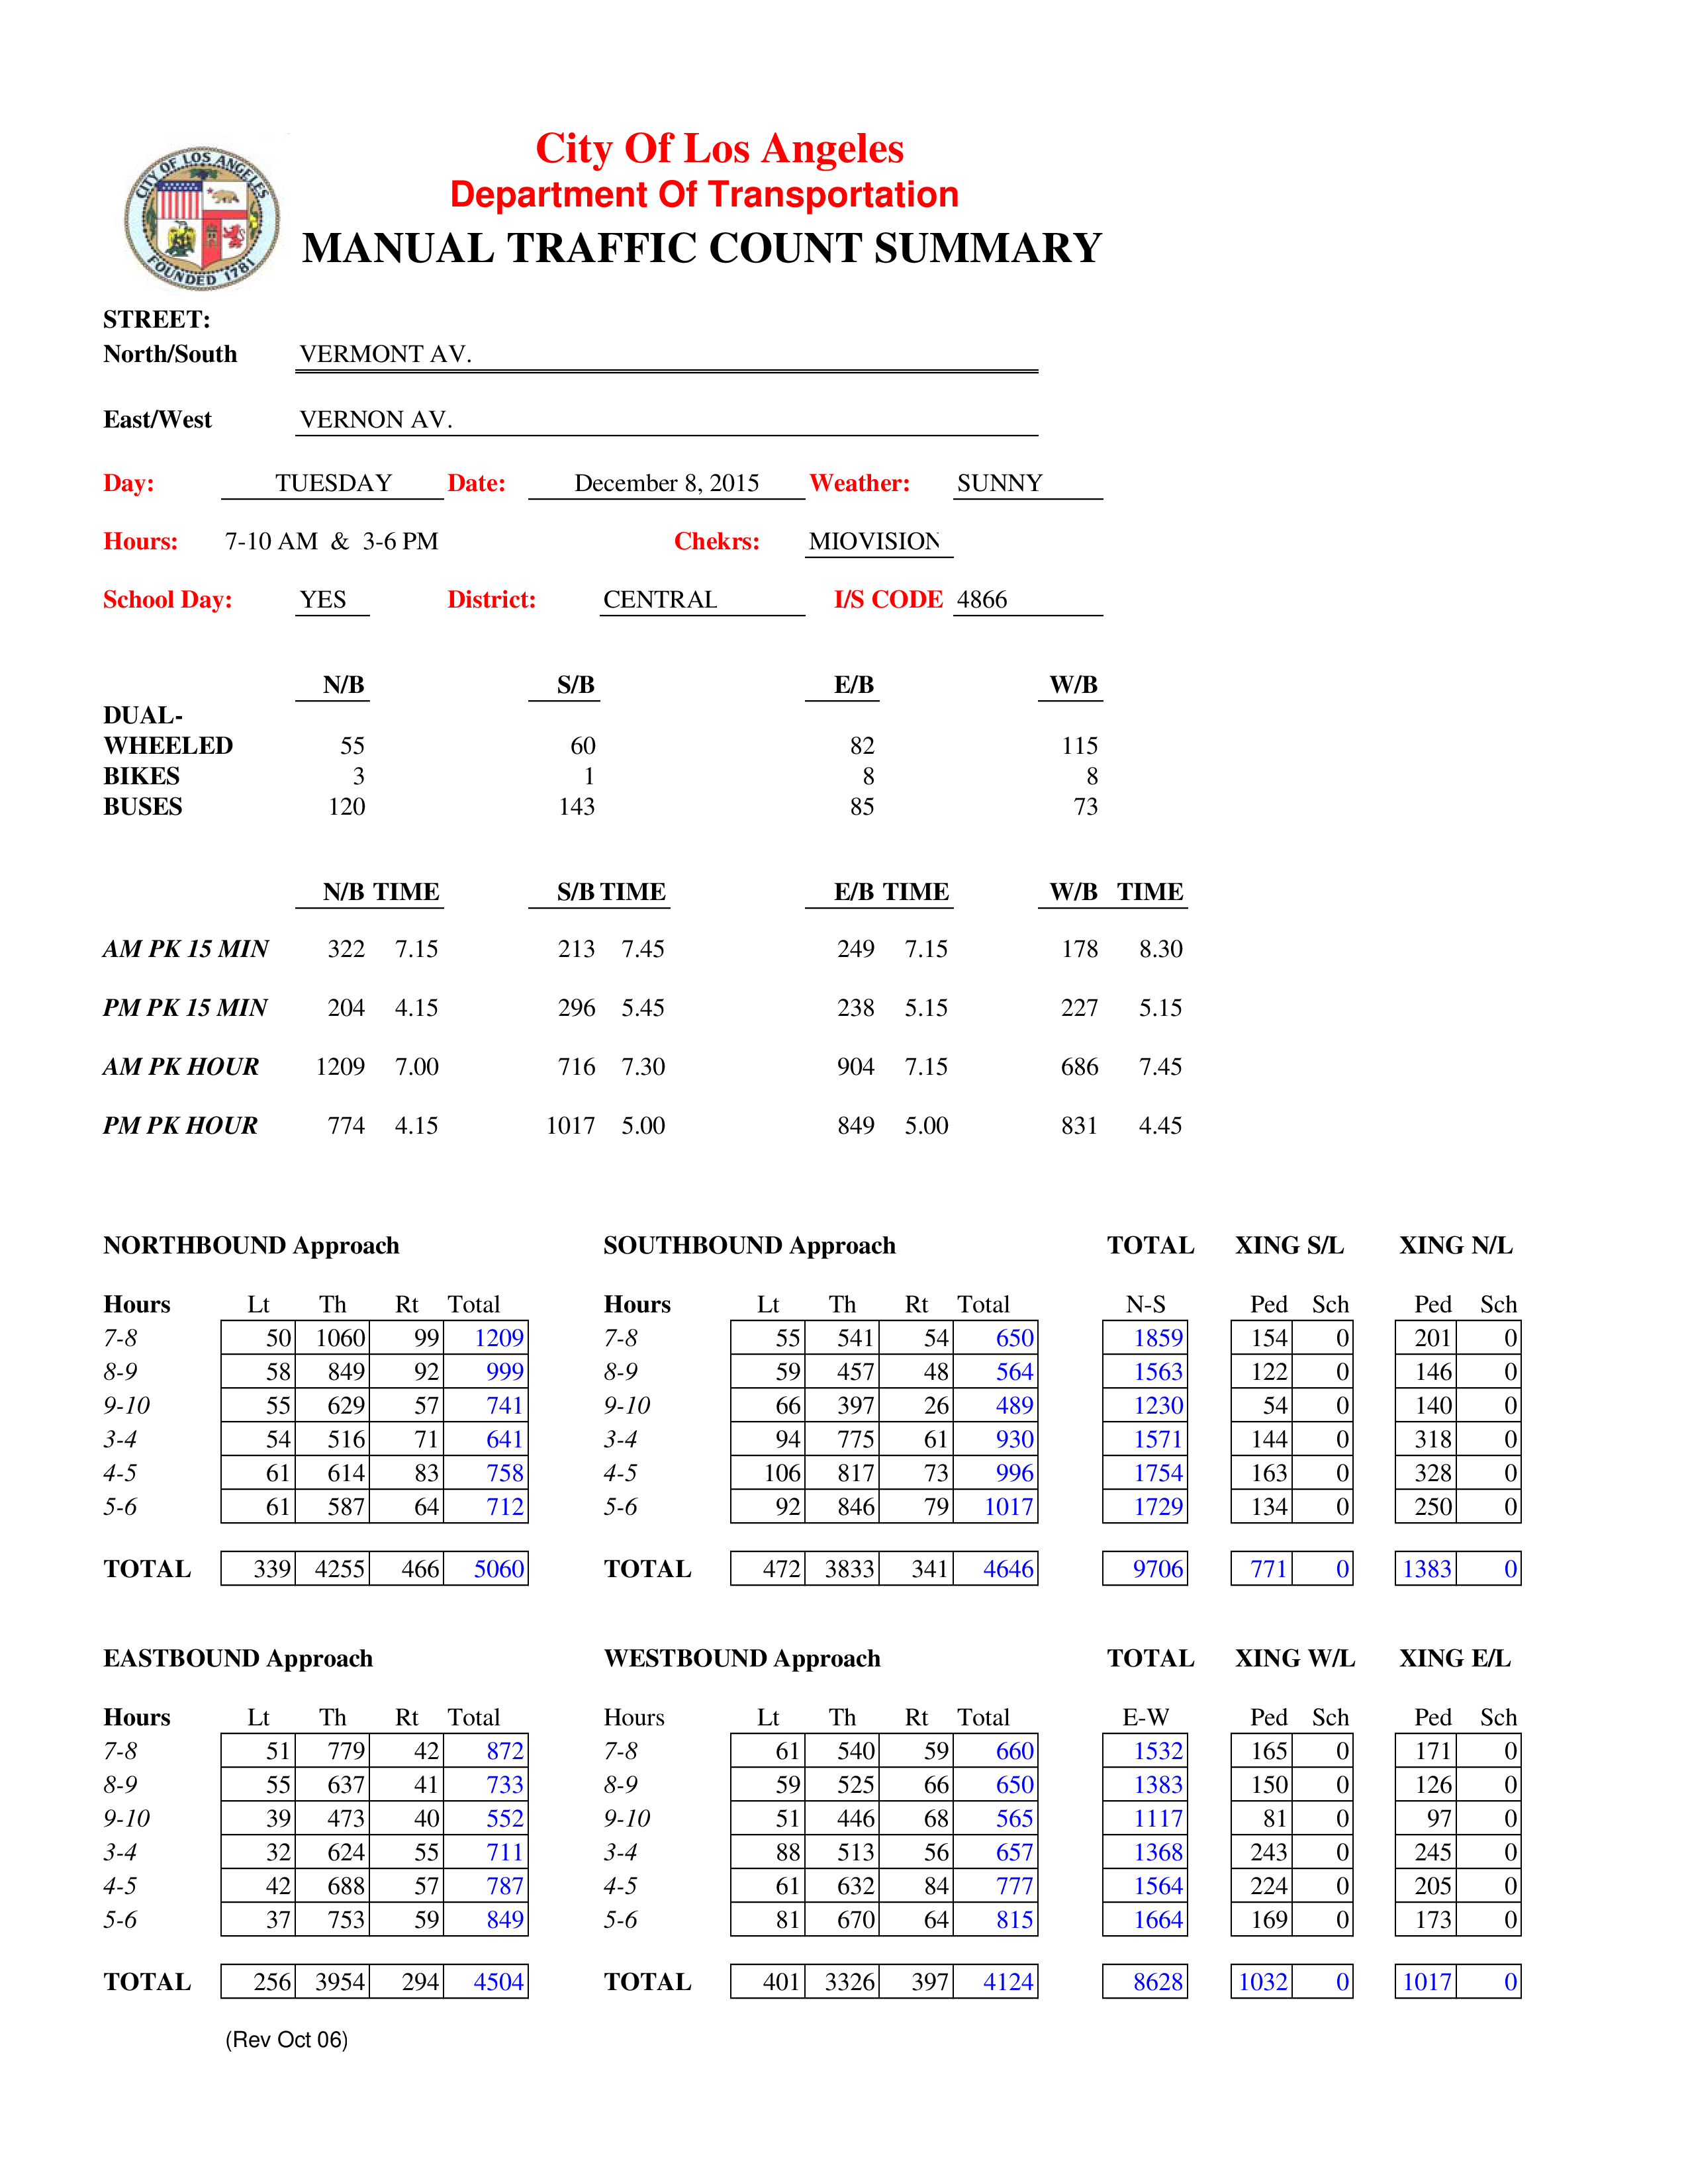 City Of Los Angeles
Department Of Transportation
MANUAL TRAFFIC COUNT SUMMARY
CITY OF LOS ANGELES
FOUNDED 1781
STREET:
North/South VERMONT AV.
East/West VERNON AV.
Day: TUESDAY Date: December 8, 2015 Weather: SUNNY
Hours: 7-10 AM & 3-6 PM Chekrs: MIOVISION
School Day: YES District: CENTRAL I/S CODE 4866
N/B S/B E/B W/B
DUAL-
WHEELED 55 60 82 115
BIKES 3 1 8 8
BUSES 120 143 85 73
N/B TIME S/B TIME E/B TIME W/B TIME
AM PK 15 MIN 322 7.15 213 7.45 249 7.15 178 8.30
PM PK 15 MIN 204 4.15 296 5.45 238 5.15 227 5.15
AM PK HOUR 1209 7.00 716 7.30 904 7.15 686 7.45
PM PK HOUR 774 4.15 1017 5.00 849 5.00 831 4.45
NORTHBOUND Approach SOUTHBOUND Approach TOTAL XING S/L XING N/L
Hours Lt Th Rt Total Hours Lt Th Rt Total N-S Ped Sch Ped Sch
7-8 50 1060 99 1209 7-8 55 541 54 650 1859 154 0 201 0
8-9 58 849 92 999 8-9 59 457 48 564 1563 122 0 146 0
9-10 55 629 57 741 9-10 66 397 26 489 1230 54 0 140 0
3-4 54 516 71 641 3-4 94 775 61 930 1571 144 0 318 0
4-5 61 614 83 758 4-5 106 817 73 996 1754 163 0 328 0
5-6 61 587 64 712 5-6 92 846 79 1017 1729 134 0 250 0
TOTAL 339 4255 466 5060 TOTAL 472 3833 341 4646 9706 771 0 1383 0
EASTBOUND Approach WESTBOUND Approach TOTAL XING W/L XING E/L
Hours Lt Th Rt Total Hours Lt Th Rt Total E-W Ped Sch Ped Sch
7-8 51 779 42 872 7-8 61 540 59 660 1532 165 0 171 0
8-9 55 637 41 733 8-9 59 525 66 650 1383 150 0 126 0
9-10 39 473 40 552 9-10 51 446 68 565 1117 81 0 97 0
3-4 32 624 55 711 3-4 88 513 56 657 1368 243 0 245 0
4-5 42 688 57 787 4-5 61 632 84 777 1564 224 0 205 0
5-6 37 753 59 849 5-6 81 670 64 815 1664 169 0 173 0
TOTAL 256 3954 294 4504 TOTAL 401 3326 397 4124 8628 1032 0 1017 0
(Rev Oct 06)